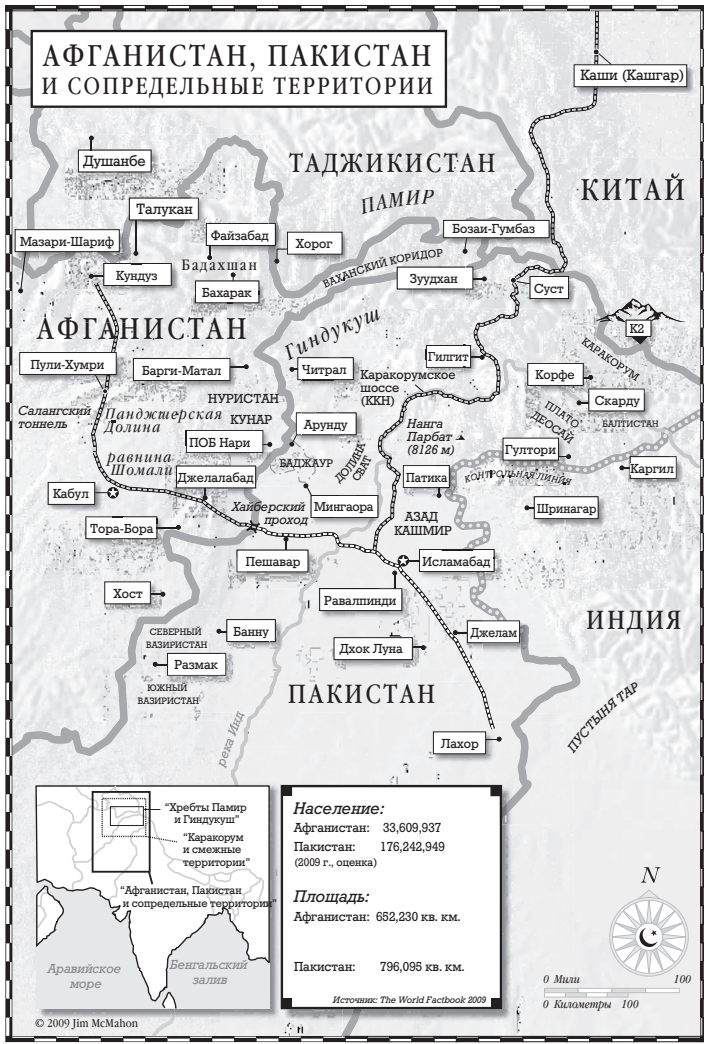 АФГАНИСТАН, ПАКИСТАН
И СОПРЕДЕЛЬНЫЕ ТЕРРИТОРИИ
Каши (Кашгар)
Душанбе
ТАДЖИКИСТАН
КИТАЙ
ПАМИР
Талукан
Мазари-Шариф
Файзабад
Хорог
Бозаи-Гумбаз
Кундуз
Бадахшан
ВАХАНСКИЙ КОРИДОР
Зуудхан
Суст
Бахарак
АФГАНИСТАН
Гиндукуш
К2
КАРАКОРУМ
Пули-Хумри
Барги-Матал
Читрал
Гилгит
Каракорумское
шоссе
(ККН)
Корфе
Скарду
НУРИСТАН
Салангский
тоннель
Панджшерская
Долина
КУНАР
Арунду
Нанга
Парбат
(8126 м)
ПЛАТО
ДЕОСАЙ
БАЛТИСТАН
ПОБ Нари
равнина
Шомали
БАДЖАУР
ДОЛИНА
СВАТ
Гултори
Каргил
Джелалабад
Патика
КОНТРОЛЬНАЯ ЛИНИЯ
Кабул
Хайберский
проход
Мингаора
АЗАД
КАШМИР
Шринагар
Тора-Бора
Пешавар
Исламабад
Хост
Равалпинди
ИНДИЯ
СЕВЕРНЫЙ
ВАЗИРИСТАН
Банну
Джелам
Дхок Луна
Размак
ЮЖНЫЙ
ВАЗИРИСТАН
ПАКИСТАН
ПУСТЫНЯ ТАР
река Инд
Лахор
"Хребты Памир
и Гиндукуш"
"Каракорум
и смежные
территории"
"Афганистан, Пакистан
и сопредельные территории"
Аравийское
море
Бенгальский
залив
Население:
Афганистан: 33,609,937
Пакистан: 176,242,949
(2009 г., оценка)
Площадь:
Афганистан: 652,230 кв. км.
Пакистан: 796,095 кв. км.
Источник: The World Factbook 2009
N
0 Мили 100
0 Километры 100
© 2009 Jim McMahon